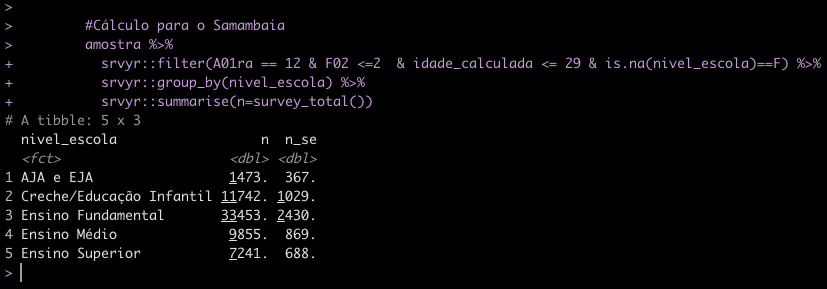 >
>        #Cálculo para o Samambaia
>        amostra %>%
+          srvyr::filter(A01ra == 12 & F02 <=2  & idade_calculada <= 29 & is.na(nivel_escola)==F) %>%
+          srvyr::group_by(nivel_escola) %>%
+          srvyr::summarise(n=survey_total())
# A tibble: 5 x 3
  nivel_escola                n  n_se
  <fct>                   <dbl> <dbl>
1 AJA e EJA               1473.  367.
2 Creche/Educação Infantil 11742. 1029.
3 Ensino Fundamental      33453. 2430.
4 Ensino Médio             9855.  869.
5 Ensino Superior          7241.  688.
>